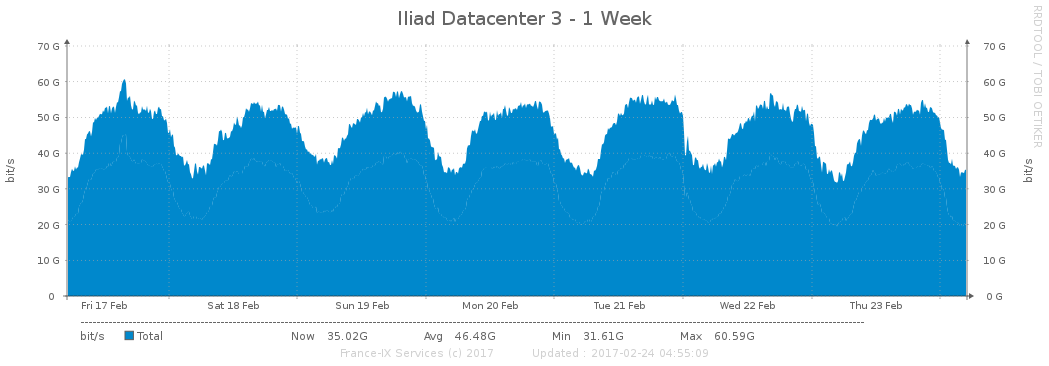 Iliad Datacenter 3 - 1 Week
RRDTOOL / TOBI OETIKER
bit/s
bit/s
70 G 70 G
60 G 60 G
50 G 50 G
40 G 40 G
30 G 30 G
20 G 20 G
10 G 10 G
0 0 G
Fri 17 Feb Sat 18 Feb Sun 19 Feb Mon 20 Feb Tue 21 Feb Wed 22 Feb Thu 23 Feb
bit/s Total Now 35.02G Avg 46.48G Min 31.61G Max 60.59G
France-IX Services (c) 2017 Updated : 2017-02-24 04:55:09